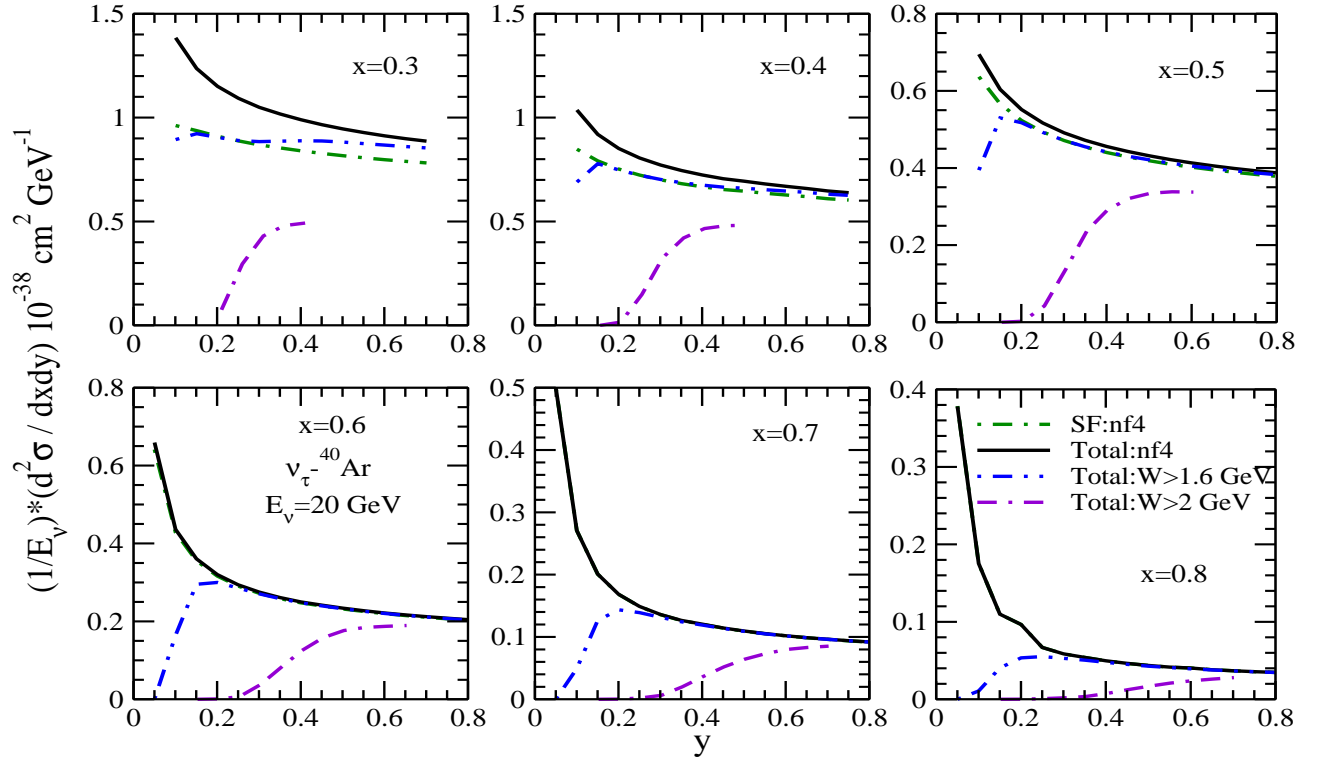 (1/E_ν)*(d²σ / dxdy) 10⁻³⁸ cm² GeV⁻¹
1.5
1
0.5
0
0 0.2 0.4 0.6 0.8
x=0.3
1.5
1
0.5
0
0 0.2 0.4 0.6 0.8
x=0.4
0.8
0.6
0.4
0.2
0
0 0.2 0.4 0.6 0.8
x=0.5
0.8
0.6
0.4
0.2
0
0 0.2 0.4 0.6 0.8
x=0.6
ν_τ-⁴⁰Ar
E_ν=20 GeV
0.5
0.4
0.3
0.2
0.1
0
0 0.2 0.4 0.6 0.8
x=0.7
0.4
0.3
0.2
0.1
0
0 0.2 0.4 0.6 0.8
SF:nf4
Total:nf4
Total:W>1.6 GeV
Total:W>2 GeV
x=0.8
y